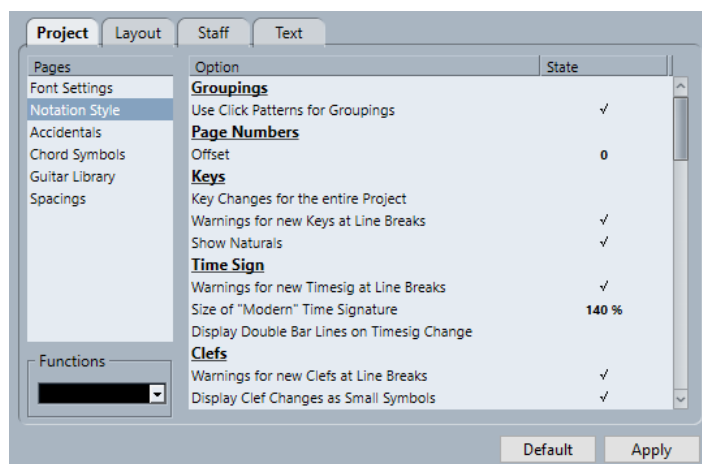 Project Layout Staff Text
Pages
Font Settings
Notation Style
Accidentals
Chord Symbols
Guitar Library
Spacings
Functions
Option State
Groupings
Use Click Patterns for Groupings √
Page Numbers
Offset 0
Keys
Key Changes for the entire Project
Warnings for new Keys at Line Breaks √
Show Naturals √
Time Sign
Warnings for new Timesig at Line Breaks √
Size of "Modern" Time Signature 140 %
Display Double Bar Lines on Timesig Change
Clefs
Warnings for new Clefs at Line Breaks √
Display Clef Changes as Small Symbols √
Default Apply